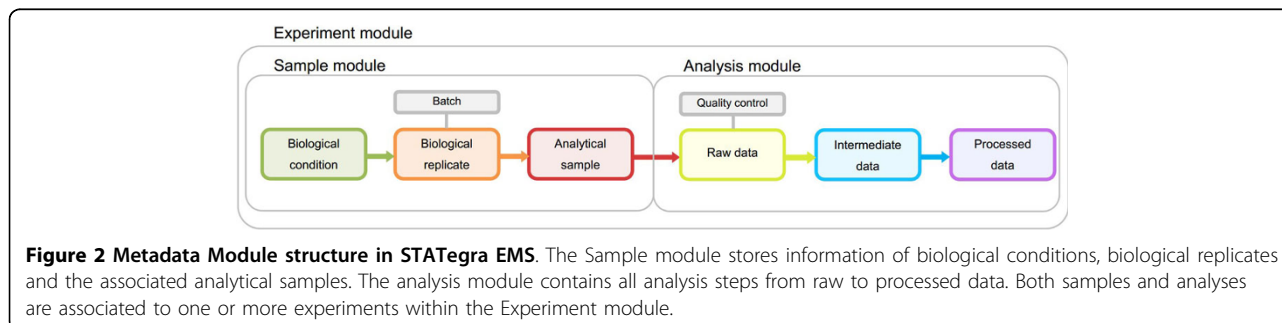 Experiment module
Sample module
Analysis module
Batch
Quality control
Biological
condition
Biological
replicate
Analytical
sample
Raw data
Intermediate
data
Processed
data
Figure 2 Metadata Module structure in STATegra EMS. The Sample module stores information of biological conditions, biological replicates
and the associated analytical samples. The analysis module contains all analysis steps from raw to processed data. Both samples and analyses
are associated to one or more experiments within the Experiment module.